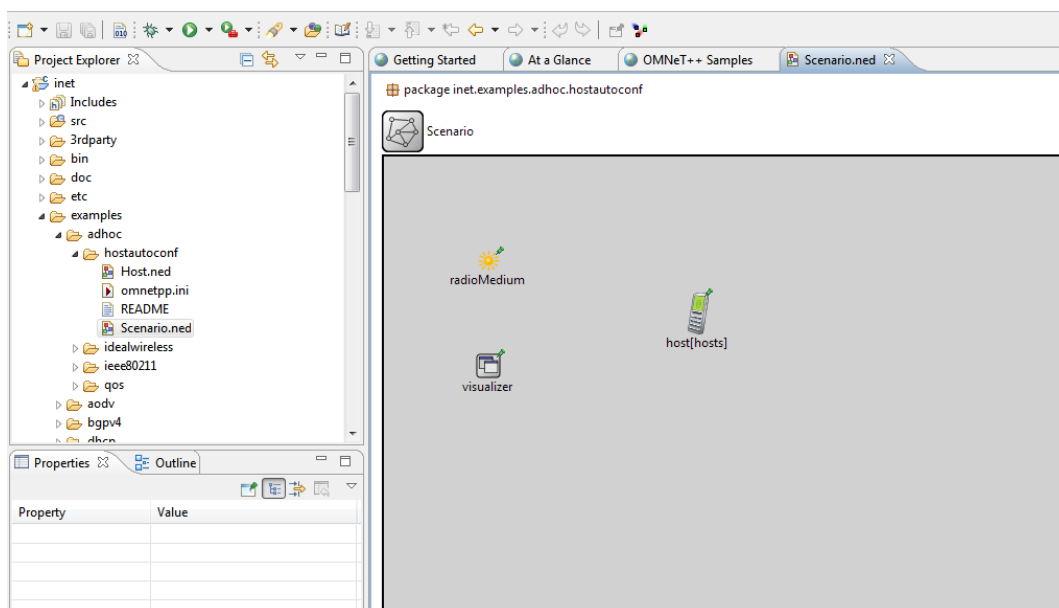 Project Explorer
Getting Started
At a Glance
OMNeT++ Samples
Scenario.ned
inet
Includes
src
3rdparty
bin
doc
etc
examples
adhoc
hostautoconf
Host.ned
omnetpp.ini
README
Scenario.ned
idealwireless
ieee80211
qos
aodv
bgpv4
dhcp
package inet.examples.adhoc.hostautoconf
Scenario
radioMedium
host[hosts]
visualizer
Properties
Outline
Property Value